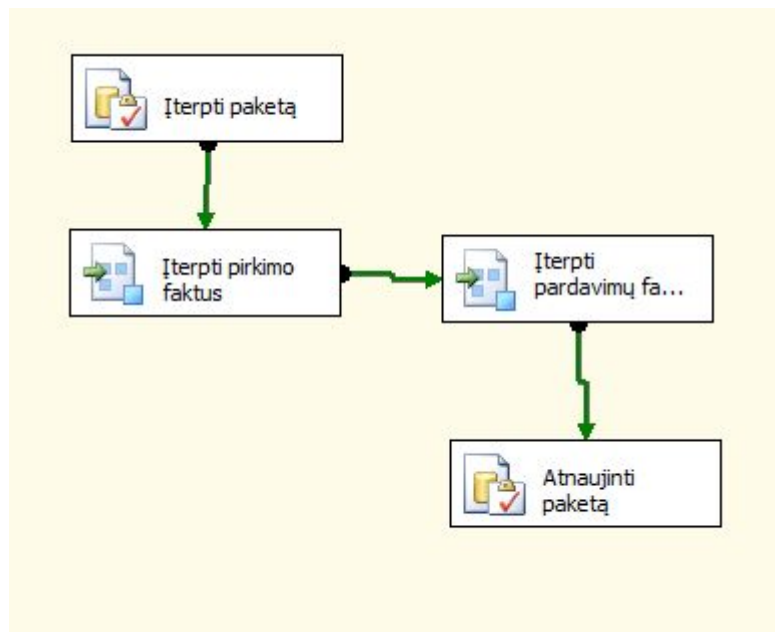 Įterpti paketą
Įterpti pirkimo
faktus
Įterpti
pardavimų fa...
Atnaujinti
paketą